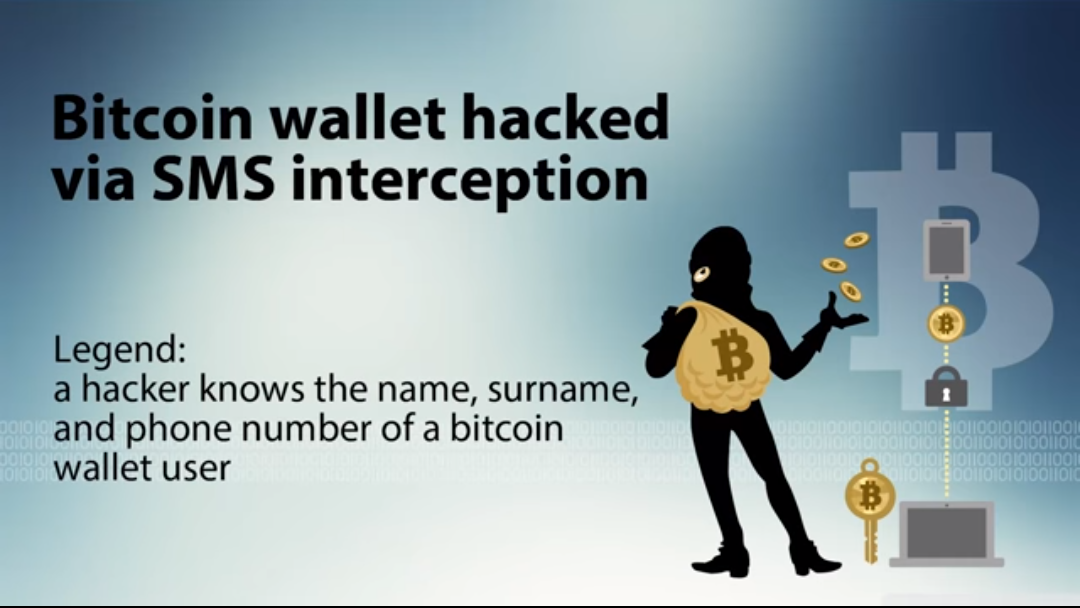 Bitcoin wallet hacked
via SMS interception
Legend:
a hacker knows the name, surname,
and phone number of a bitcoin
wallet user